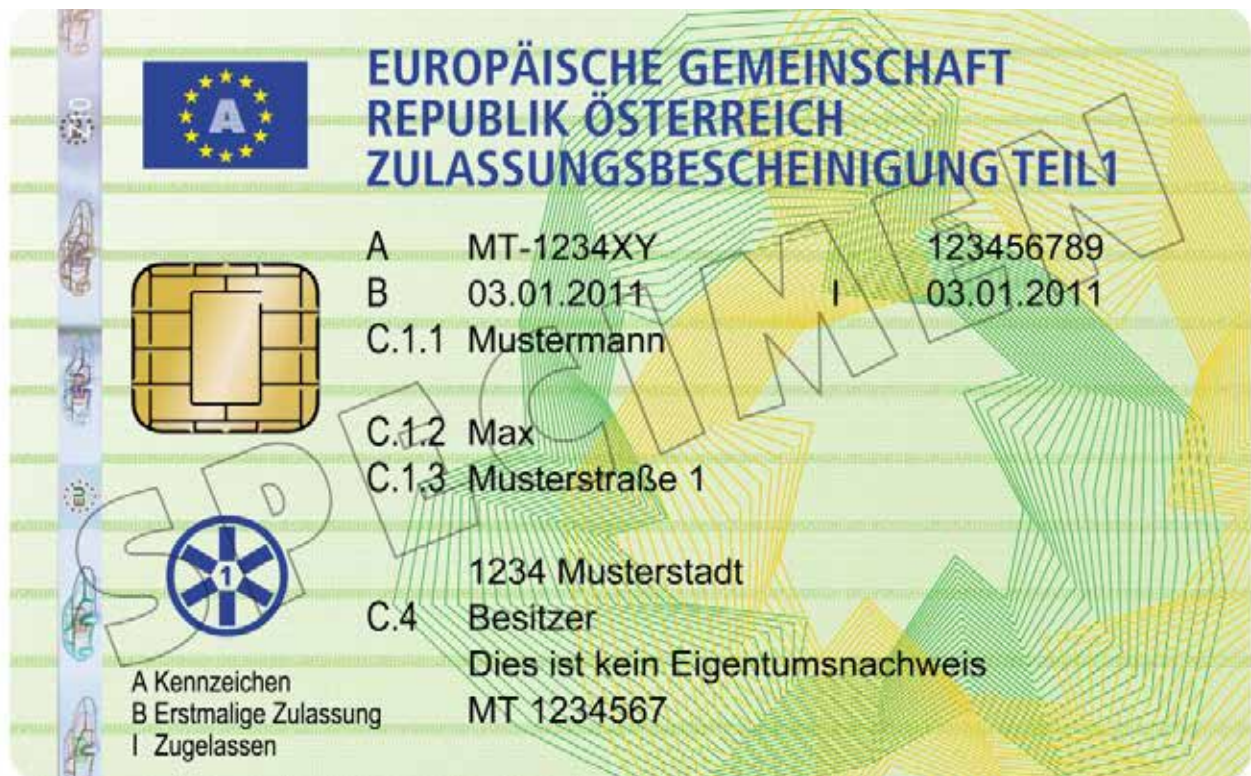 EUROPÄISCHE GEMEINSCHAFT
REPUBLIK ÖSTERREICH
ZULASSUNGSBESCHEINIGUNG TEIL1
A
A MT-1234XY 123456789
B 03.01.2011 I 03.01.2011
C.1.1 Mustermann
C.1.2 Max
C.1.3 Musterstraße 1
1234 Musterstadt
C.4 Besitzer
Dies ist kein Eigentumsnachweis
MT 1234567
1
A Kennzeichen
B Erstmalige Zulassung
I Zugelassen
SPECIMEN
EU